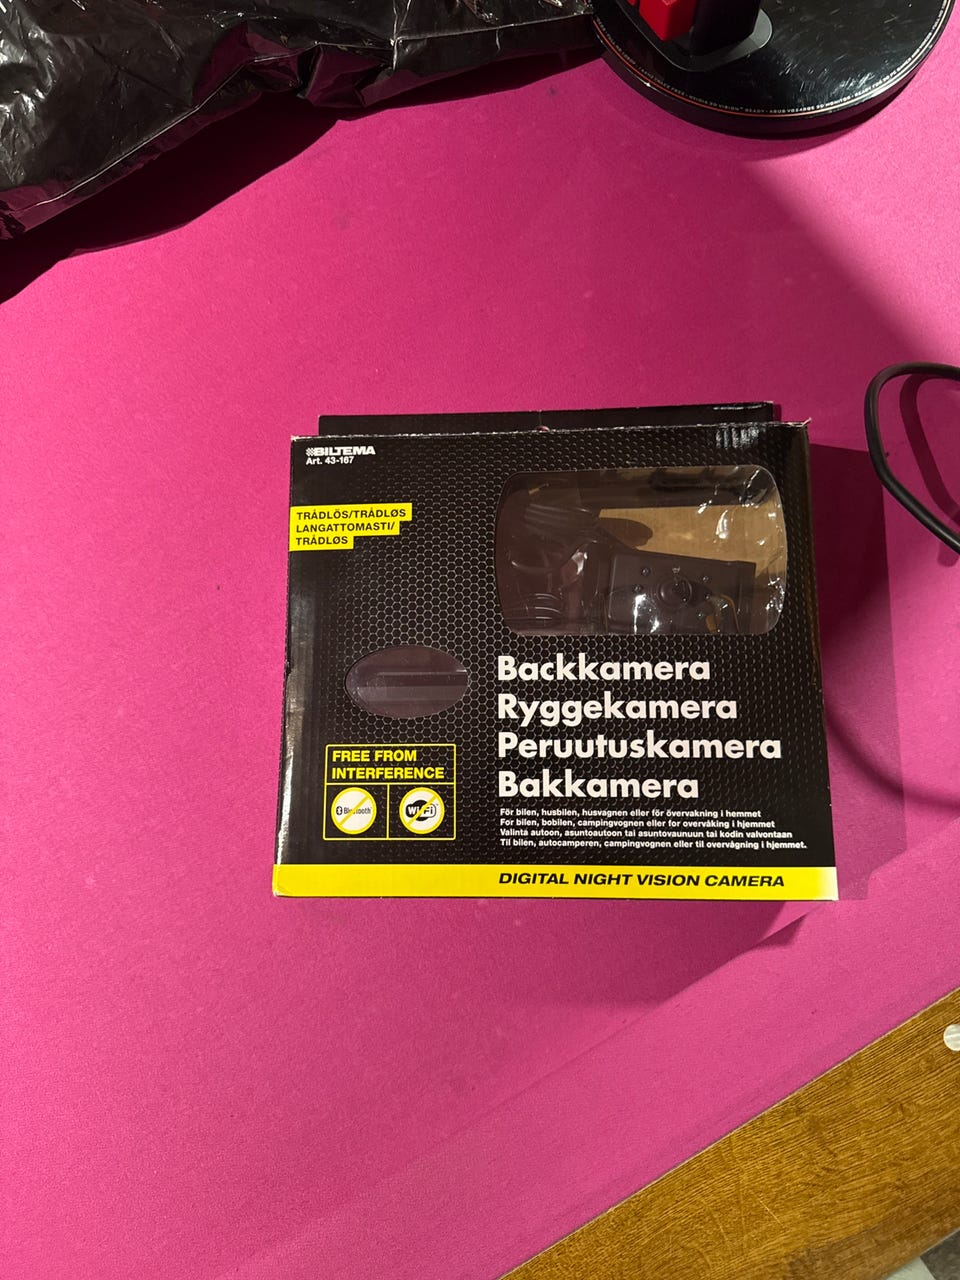 BILTEMA
Art. 43-167
TRÅDLÖS/TRÅDLØS
LANGATTOMASTI/
TRÅDLØS
Backkamera
Ryggekamera
Peruutuskamera
Bakkamera
För bilen, husbilen, husvagnen eller för övervakning i hemmet
For bilen, bobilen, campingvognen eller for overvåking i hjemmet
Valinta autoon, asuntoautoon tai asuntovaunuun tai kodin valvontaan
Til bilen, autocamperen, campingvognen eller til overvågning i hjemmet.
FREE FROM
INTERFERENCE
Bluetooth
Wi-Fi
DIGITAL NIGHT VISION CAMERA